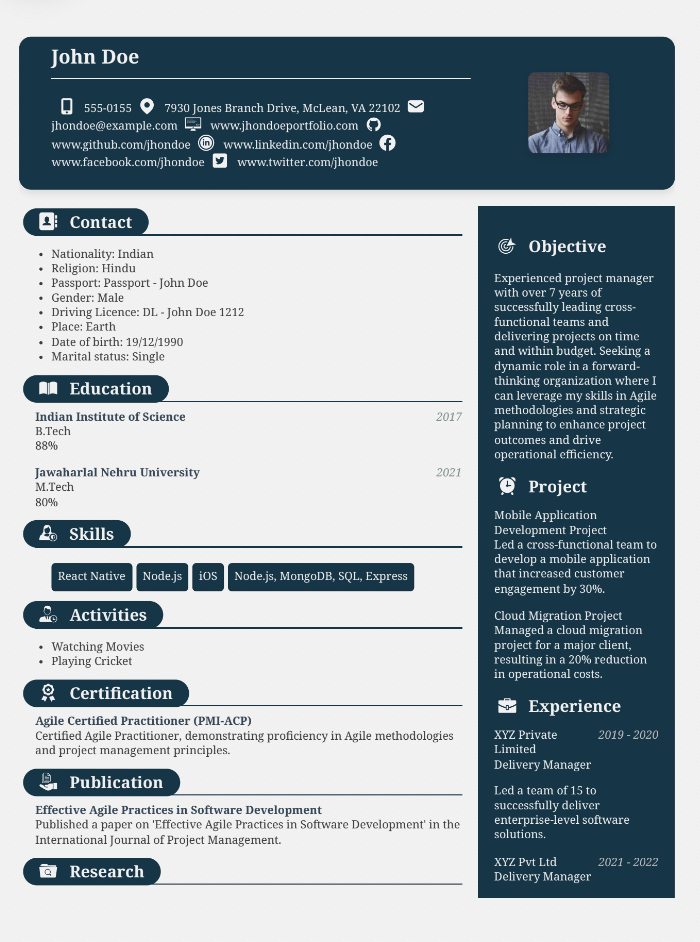 John Doe
555-0155 7930 Jones Branch Drive, McLean, VA 22102
jhondoe@example.com www.jhondoeportfolio.com
www.github.com/jhondoe www.linkedin.com/jhondoe
www.facebook.com/jhondoe www.twitter.com/jhondoe
Contact
• Nationality: Indian
• Religion: Hindu
• Passport: Passport - John Doe
• Gender: Male
• Driving Licence: DL - John Doe 1212
• Place: Earth
• Date of birth: 19/12/1990
• Marital status: Single
Education
Indian Institute of Science 2017
B.Tech
88%
Jawaharlal Nehru University 2021
M.Tech
80%
Skills
React Native Node.js iOS Node.js, MongoDB, SQL, Express
Activities
• Watching Movies
• Playing Cricket
Certification
Agile Certified Practitioner (PMI-ACP)
Certified Agile Practitioner, demonstrating proficiency in Agile methodologies
and project management principles.
Publication
Effective Agile Practices in Software Development
Published a paper on 'Effective Agile Practices in Software Development' in the
International Journal of Project Management.
Research
Objective
Experienced project manager
with over 7 years of
successfully leading cross-
functional teams and
delivering projects on time
and within budget. Seeking a
dynamic role in a forward-
thinking organization where I
can leverage my skills in Agile
methodologies and strategic
planning to enhance project
outcomes and drive
operational efficiency.
Project
Mobile Application
Development Project
Led a cross-functional team to
develop a mobile application
that increased customer
engagement by 30%.
Cloud Migration Project
Managed a cloud migration
project for a major client,
resulting in a 20% reduction
in operational costs.
Experience
XYZ Private 2019 - 2020
Limited
Delivery Manager
Led a team of 15 to
successfully deliver
enterprise-level software
solutions.
XYZ Pvt Ltd 2021 - 2022
Delivery Manager